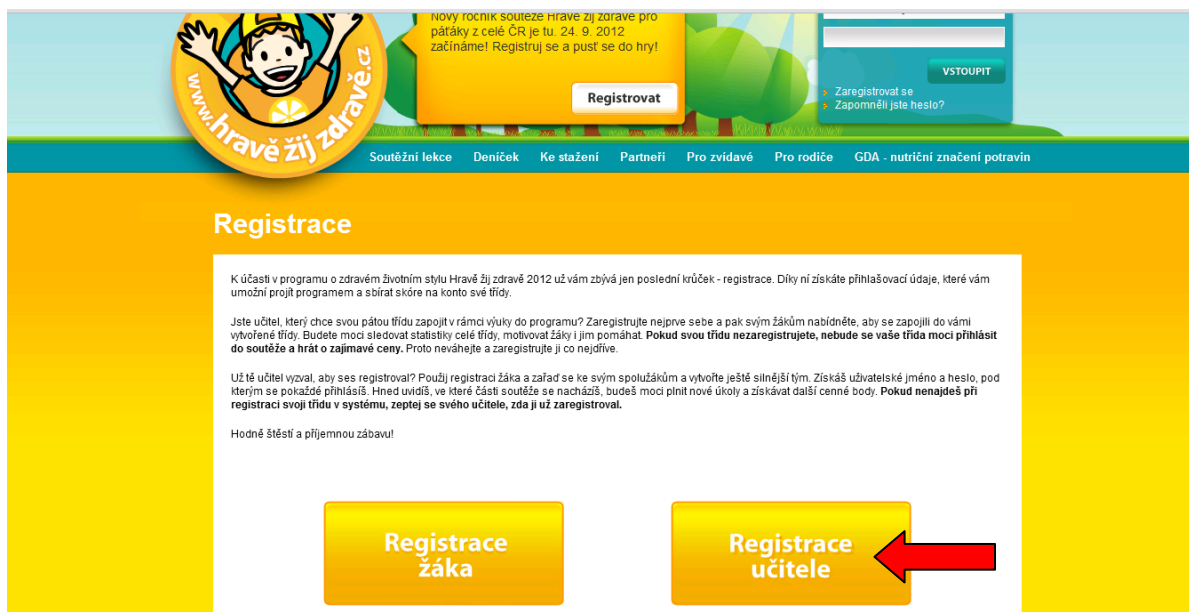 Nový ročník soutěže Hravě žij zdravě pro
páťáky z celé ČR je tu. 24. 9. 2012
začínáme! Registruj se a pusť se do hry!
Registrovat
VSTOUPIT
Zaregistrovat se
Zapomněli jste heslo?
www.hravě žij zdravě.cz
Soutěžní lekce Deníček Ke stažení Partneři Pro zvídavé Pro rodiče GDA - nutriční značení potravin
Registrace
K účasti v programu o zdravém životním stylu Hravě žij zdravě 2012 už vám zbývá jen poslední krůček - registrace. Díky ní získáte přihlašovací údaje, které vám
umožní projít programem a sbírat skóre na konto své třídy.
Jste učitel, který chce svou pátou třídu zapojit v rámci výuky do programu? Zaregistrujte nejprve sebe a pak svým žákům nabídněte, aby se zapojili do vámi
vytvořené třídy. Budete moci sledovat statistiky celé třídy, motivovat žáky i jim pomáhat. Pokud svou třídu nezaregistrujete, nebude se vaše třída moci přihlásit
do soutěže a hrát o zajímavé ceny. Proto neváhejte a zaregistrujte ji co nejdříve.
Už tě učitel vyzval, aby ses registroval? Použij registraci žáka a zařaď se ke svým spolužákům a vytvořte ještě silnější tým. Získáš uživatelské jméno a heslo, pod
kterým se pokaždé přihlásíš. Hned uvidíš, ve které části soutěže se nacházíš, budeš moci plnit nové úkoly a získávat další cenné body. Pokud nenajdeš při
registraci svoji třídu v systému, zeptej se svého učitele, zda ji už zaregistroval.
Hodně štěstí a příjemnou zábavu!
Registrace
žáka
Registrace
učitele